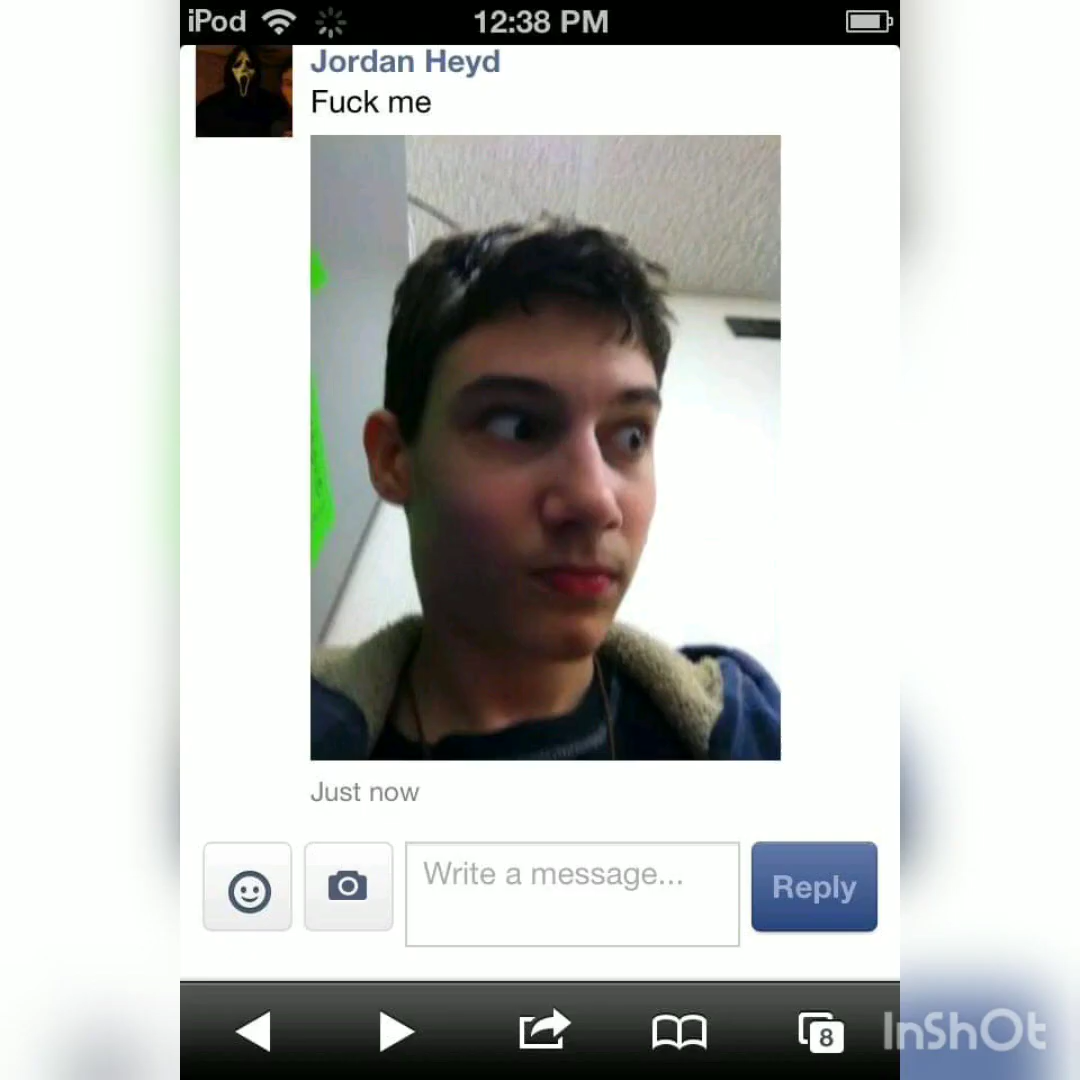 iPod 12:38 PM
Jordan Heyd
Fuck me
Just now
Write a message...
Reply
8
InShOt